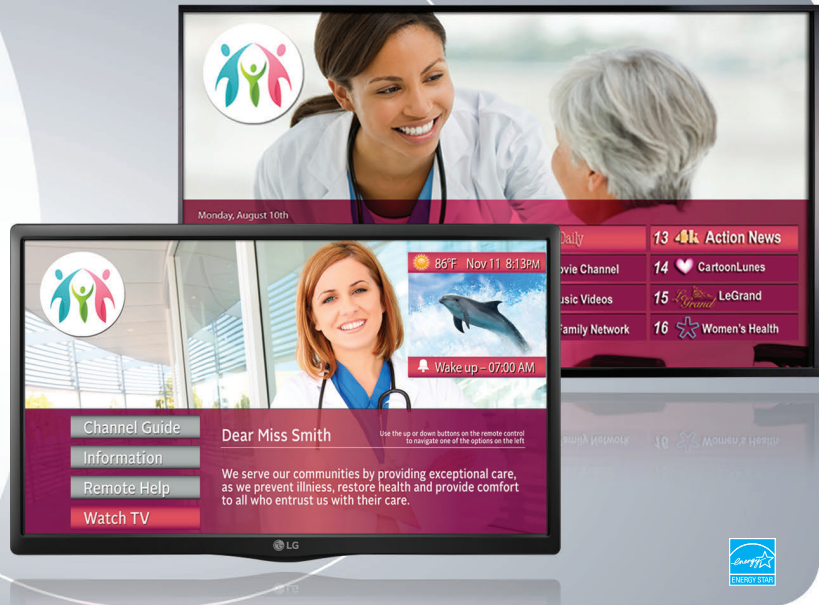 Monday, August 10th
Daily
13 4k Action News
ovie Channel
14 CartoonLunes
usic Videos
15 Le Grand LeGrand
Family Network
16 Women's Health
86°F Nov 11 8:13PM
Wake up – 07:00 AM
Channel Guide
Information
Remote Help
Watch TV
Dear Miss Smith
Use the up or down buttons on the remote control
to navigate one of the options on the left
We serve our communities by providing exceptional care,
as we prevent illiness, restore health and provide comfort
to all who entrust us with their care.
LG
energy
ENERGY STAR